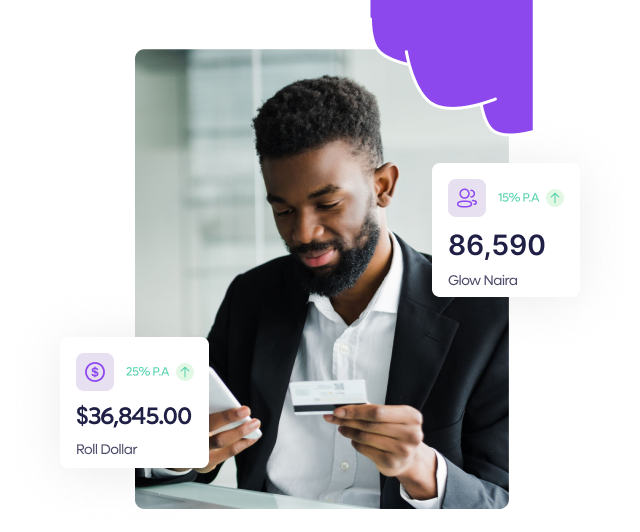 15% P.A
86,590
Glow Naira
25% P.A
$36,845.00
Roll Dollar